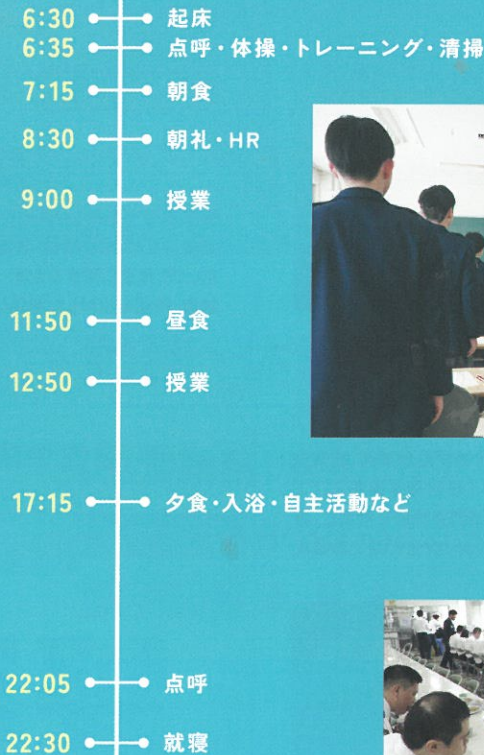 6:30 起床
6:35 点呼・体操・トレーニング・清掃
7:15 朝食
8:30 朝礼・HR
9:00 授業
11:50 昼食
12:50 授業
17:15 夕食・入浴・自主活動など
22:05 点呼
22:30 就寝